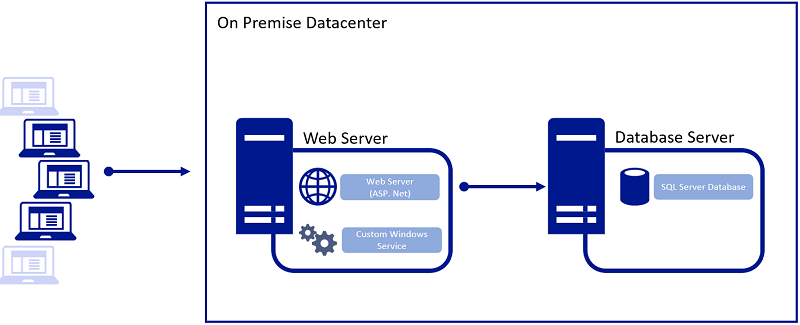 On Premise Datacenter
Web Server
Database Server
Web Server
(ASP. Net)
SQL Server Database
Custom Windows
Service